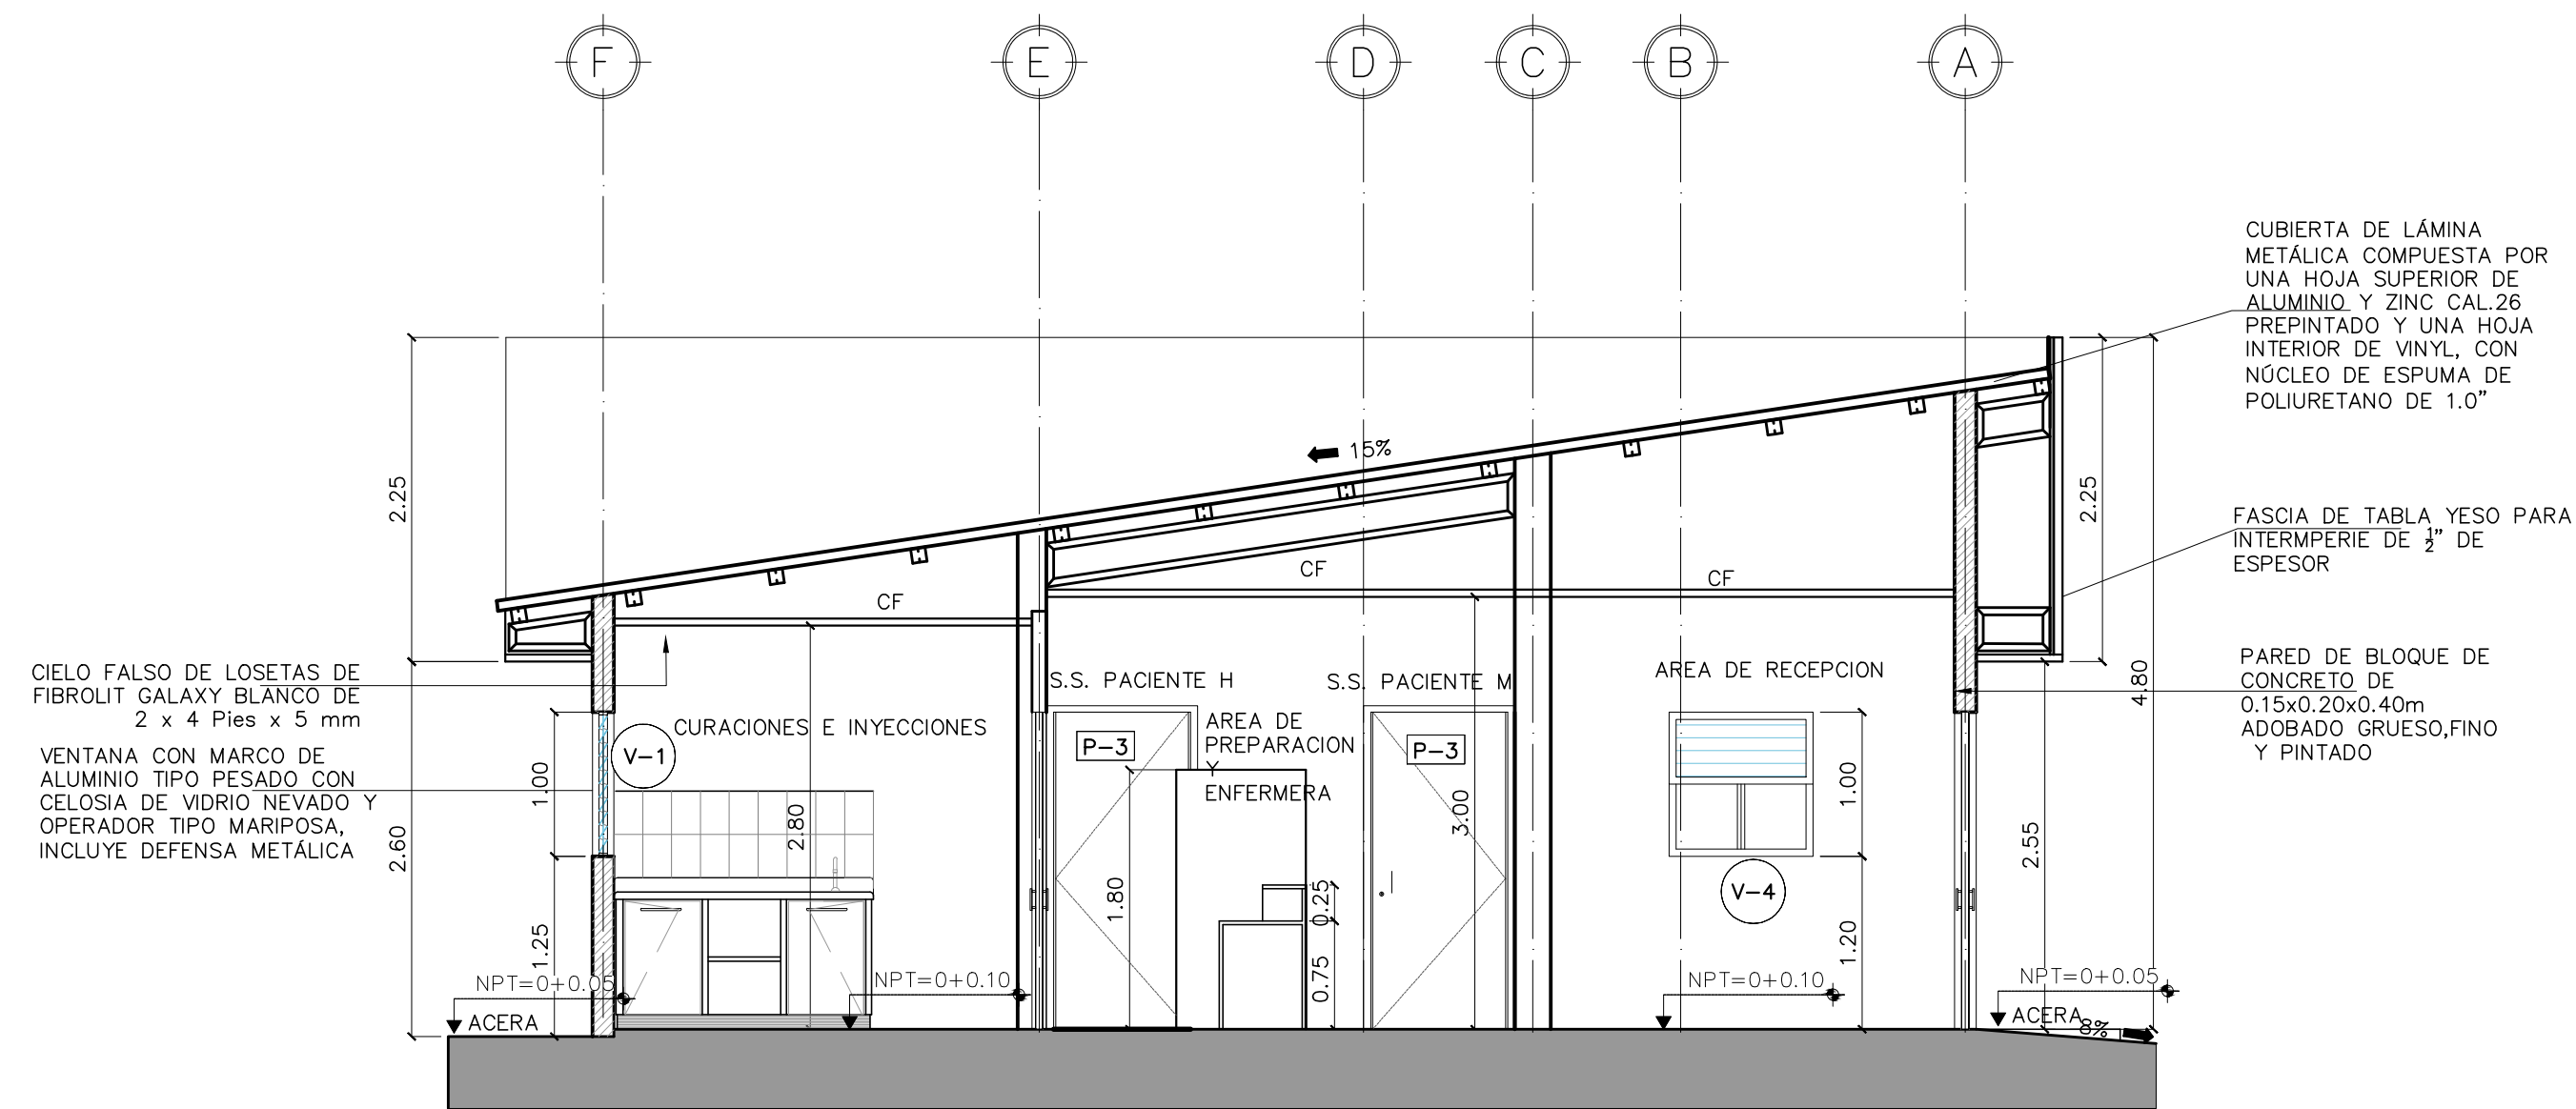 F
E
D
C
B
A
CUBIERTA DE LÁMINA
METÁLICA COMPUESTA POR
UNA HOJA SUPERIOR DE
ALUMINIO Y ZINC CAL.26
PREPINTADO Y UNA HOJA
INTERIOR DE VINYL, CON
NÚCLEO DE ESPUMA DE
POLIURETANO DE 1.0"
15%
2.25
2.25
FASCIA DE TABLA YESO PARA
INTERMPERIE DE ½" DE
ESPESOR
CF
CF
CF
CIELO FALSO DE LOSETAS DE
FIBROLIT GALAXY BLANCO DE
2 x 4 Pies x 5 mm
VENTANA CON MARCO DE
ALUMINIO TIPO PESADO CON
CELOSIA DE VIDRIO NEVADO Y
OPERADOR TIPO MARIPOSA,
INCLUYE DEFENSA METÁLICA
S.S. PACIENTE H
S.S. PACIENTE M
AREA DE RECEPCION
PARED DE BLOQUE DE
CONCRETO DE
0.15x0.20x0.40m
ADOBADO GRUESO,FINO
Y PINTADO
4.80
CURACIONES E INYECCIONES
V-1
P-3
AREA DE
PREPARACION
Y
ENFERMERA
P-3
1.00
2.60
2.80
3.00
1.00
2.55
1.80
0.25
V-4
1.25
0.75
1.20
NPT=0+0.05
NPT=0+0.10
NPT=0+0.10
NPT=0+0.05
ACERA
ACERA
8%